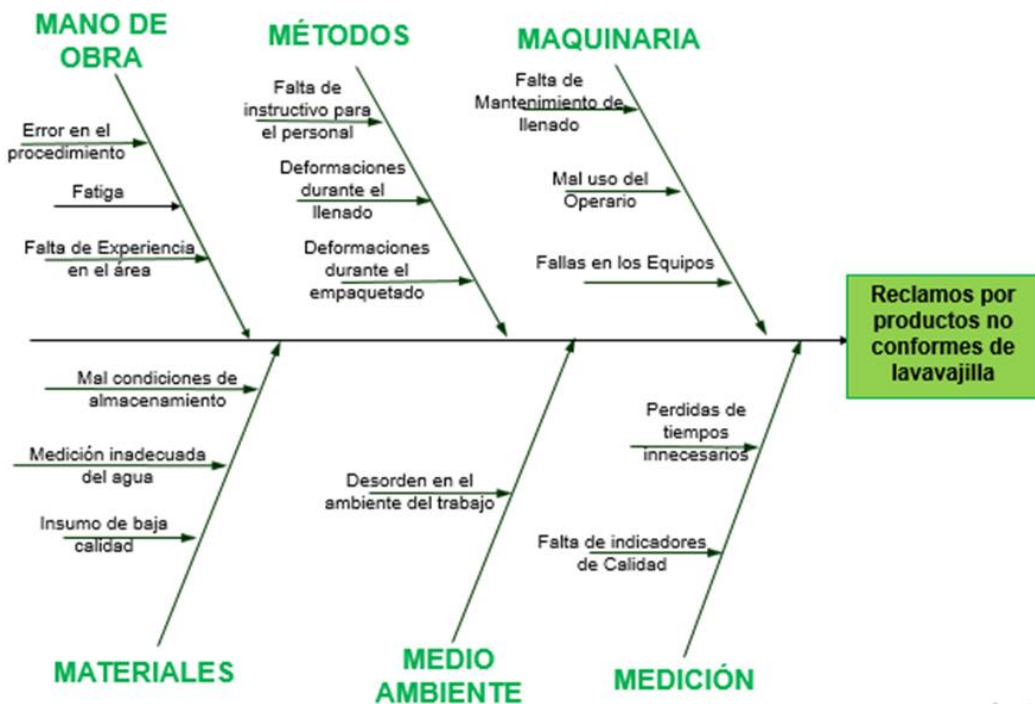 MANO DE
OBRA
MÉTODOS
MAQUINARIA
Error en el
procedimiento
Fatiga
Falta de Experiencia
en el área
Falta de
instructivo para
el personal
Deformaciones
durante el
llenado
Deformaciones
durante el
empaquetado
Falta de
Mantenimiento de
llenado
Mal uso del
Operario
Fallas en los Equipos
Reclamos por
productos no
conformes de
lavavajilla
Mal condiciones de
almacenamiento
Medición inadecuada
del agua
Insumo de baja
calidad
Desorden en el
ambiente del trabajo
Perdidas de
tiempos
innecesarios
Falta de indicadores
de Calidad
MATERIALES
MEDIO
AMBIENTE
MEDICIÓN